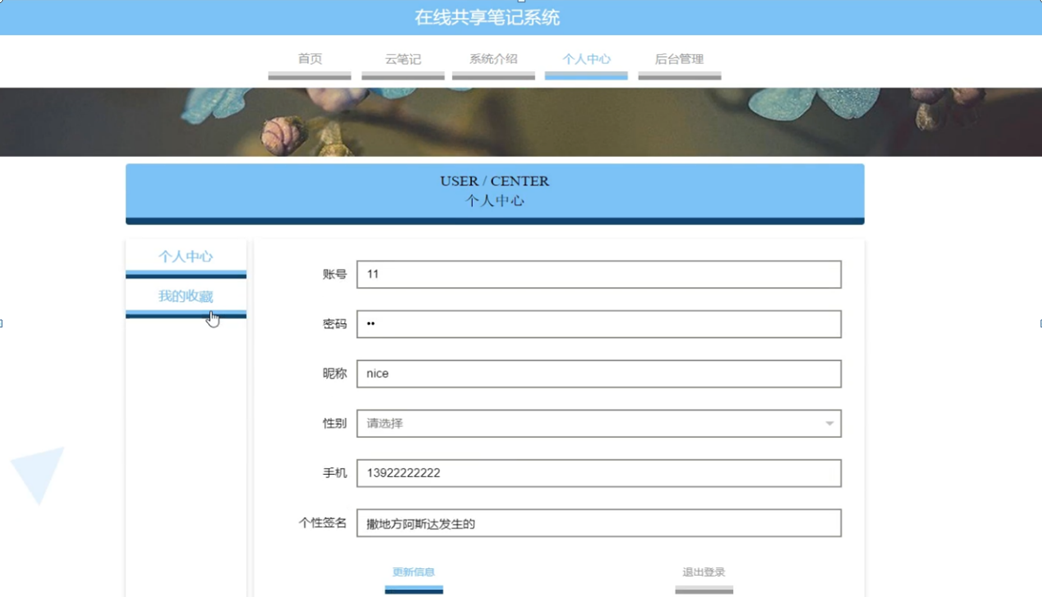 在线共享笔记系统
首页 云笔记 系统介绍 个人中心 后台管理
USER / CENTER
个人中心
个人中心
我的收藏
账号 11
密码 ••
昵称 nice
性别 请选择
手机 13922222222
个性签名 撒地方阿斯达发生的
更新信息 退出登录